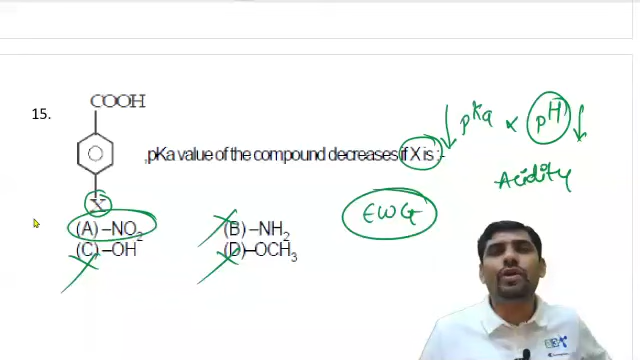 COOH
15.
,pKa value of the compound decreases if X is :-
X
(A) –NO₂
(B) –NH₂
(C) –OH
(D) –OCH₃
↓ pKa ∝ pH ↓
Acidity
EWG